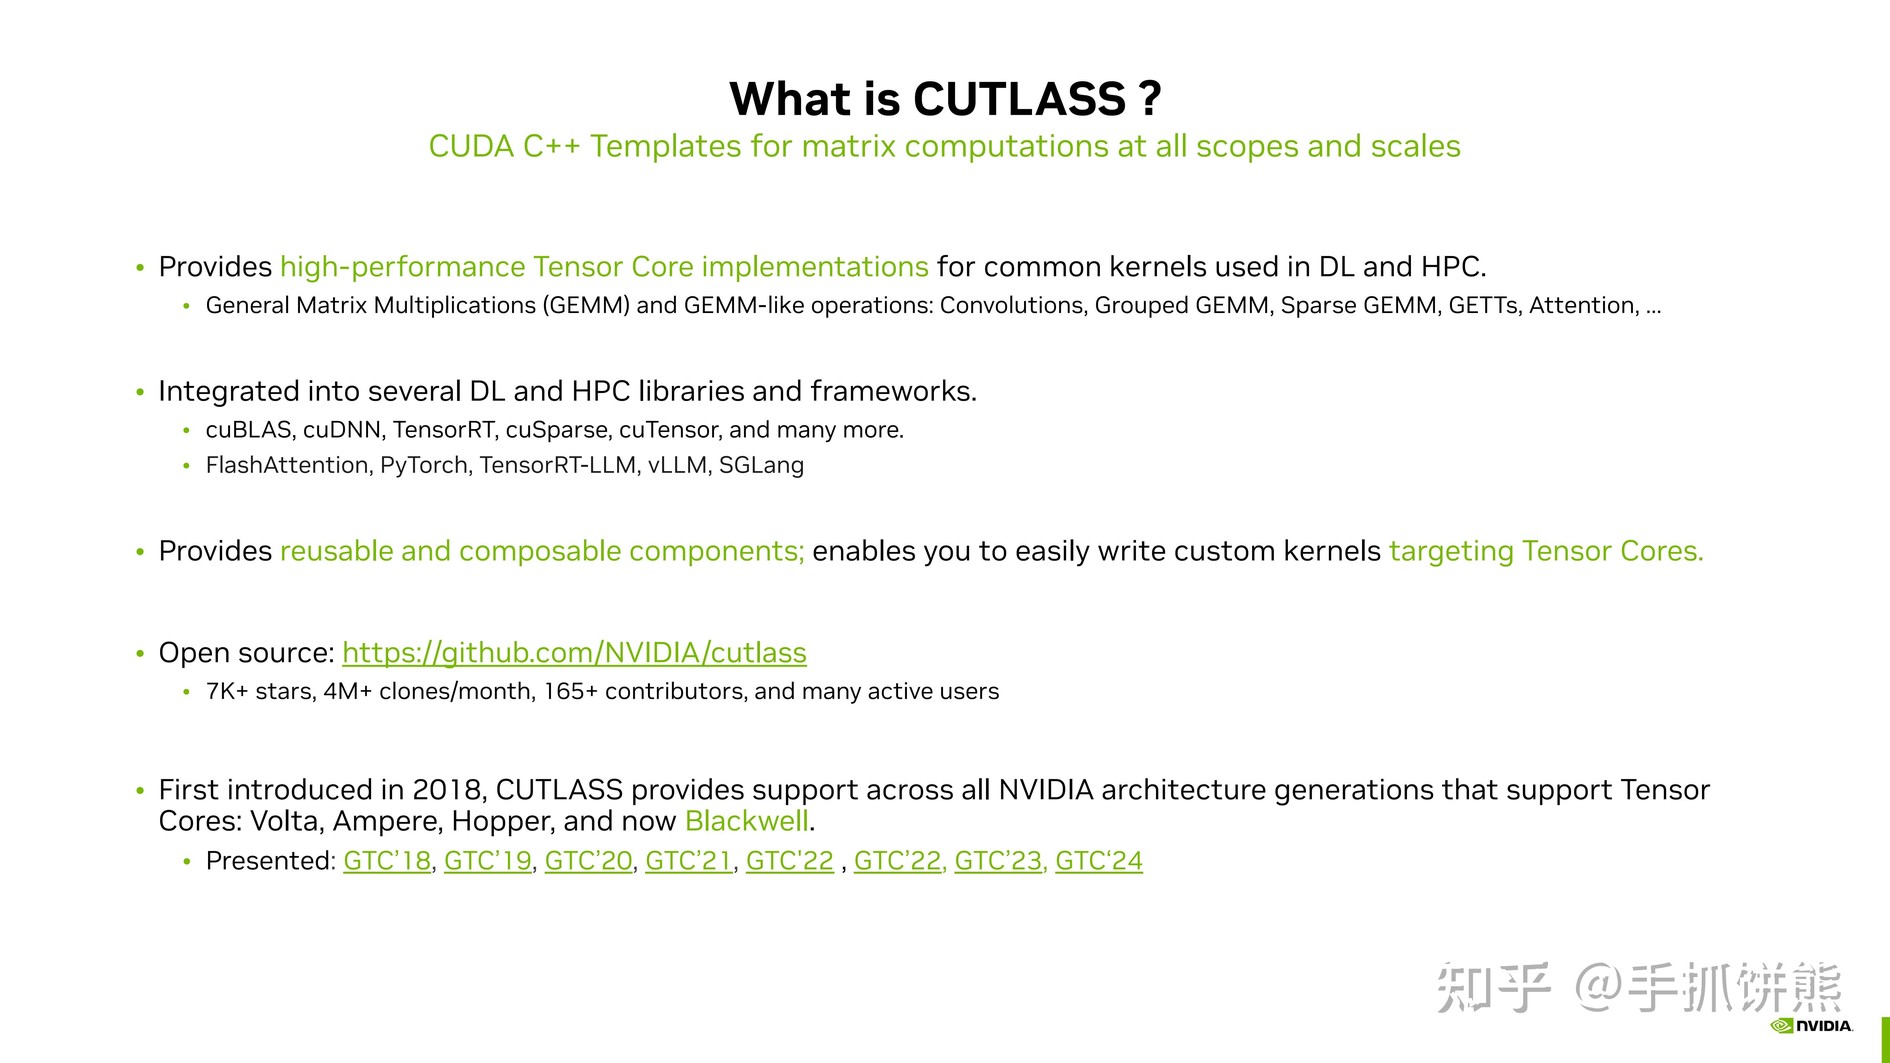 What is CUTLASS ?
CUDA C++ Templates for matrix computations at all scopes and scales
• Provides high-performance Tensor Core implementations for common kernels used in DL and HPC.
• General Matrix Multiplications (GEMM) and GEMM-like operations: Convolutions, Grouped GEMM, Sparse GEMM, GETTs, Attention, ...
• Integrated into several DL and HPC libraries and frameworks.
• cuBLAS, cuDNN, TensorRT, cuSparse, cuTensor, and many more.
• FlashAttention, PyTorch, TensorRT-LLM, vLLM, SGLang
• Provides reusable and composable components; enables you to easily write custom kernels targeting Tensor Cores.
• Open source: https://github.com/NVIDIA/cutlass
• 7K+ stars, 4M+ clones/month, 165+ contributors, and many active users
• First introduced in 2018, CUTLASS provides support across all NVIDIA architecture generations that support Tensor
Cores: Volta, Ampere, Hopper, and now Blackwell.
• Presented: GTC’18, GTC’19, GTC’20, GTC’21, GTC'22 , GTC’22, GTC’23, GTC‘24
知乎 @手抓饼熊
NVIDIA.